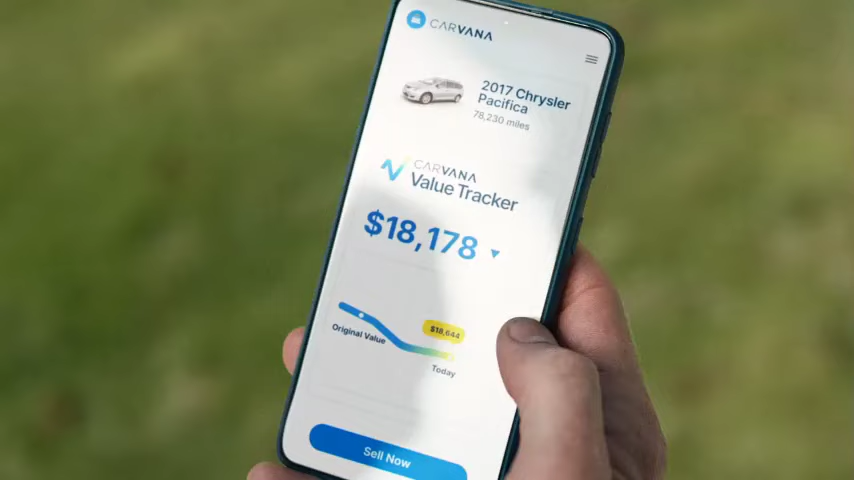 CARVANA
2017 Chrysler
Pacifica
78,230 miles
CARVANA
Value Tracker
$18,178
$18,644
Original Value
Today
Sell Now